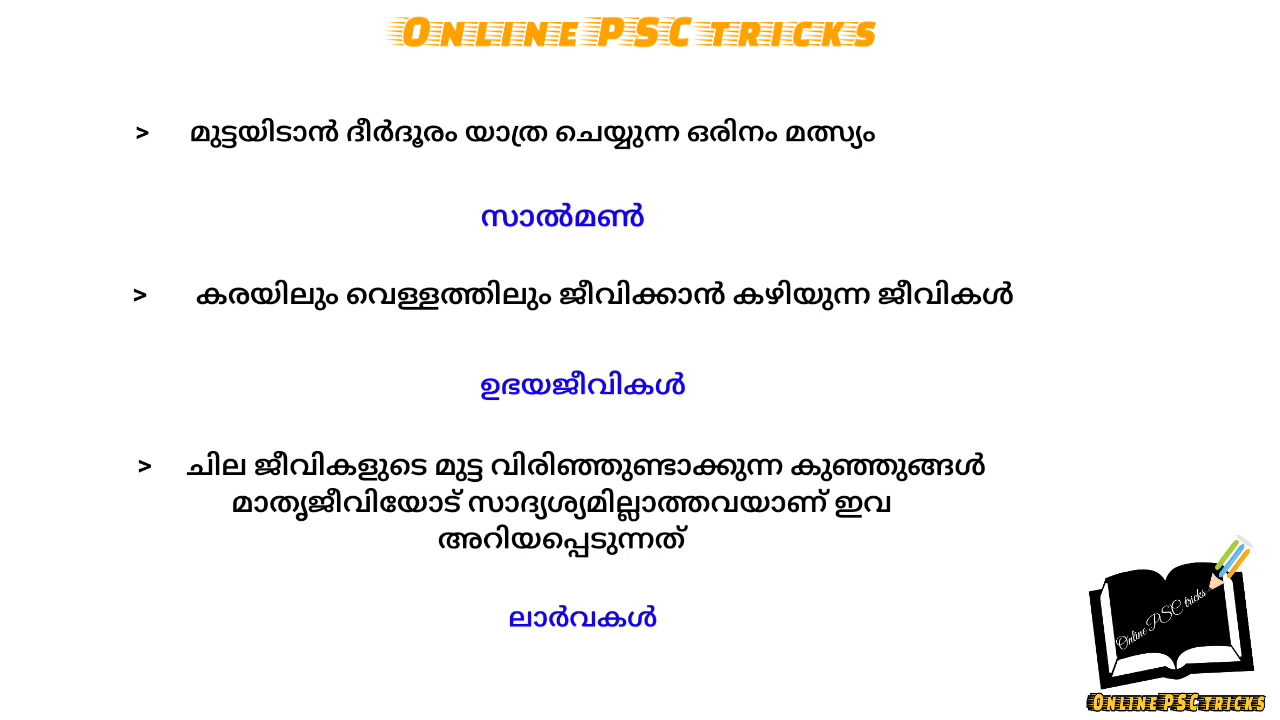 ONLINE PSC TRICKS
> മുട്ടയിടാൻ ദീർദൂരം യാത്ര ചെയ്യുന്ന ഒരിനം മത്സ്യം
സാൽമൺ
> കരയിലും വെള്ളത്തിലും ജീവിക്കാൻ കഴിയുന്ന ജീവികൾ
ഉഭയജീവികൾ
> ചില ജീവികളുടെ മുട്ട വിരിഞ്ഞുണ്ടാക്കുന്ന കുഞ്ഞുങ്ങൾ
മാതൃജീവിയോട് സാദ്യശ്യമില്ലാത്തവയാണ് ഇവ
അറിയപ്പെടുന്നത്
ലാർവകൾ
Online PSC tricks
ONLINE PSC TRICKS